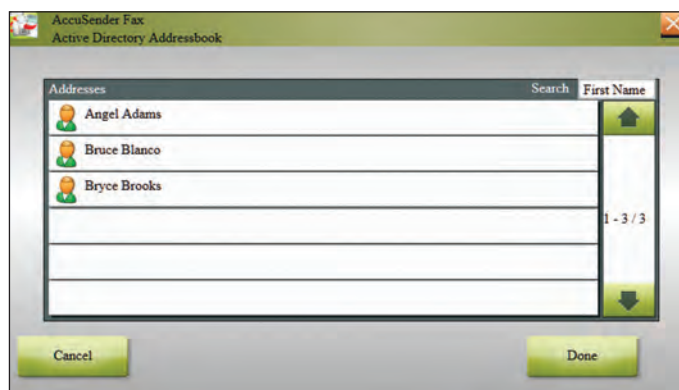 AccuSender Fax
Active Directory Addressbook
Addresses Search First Name
Angel Adams
Bruce Blanco
Bryce Brooks
1 - 3 / 3
Cancel Done